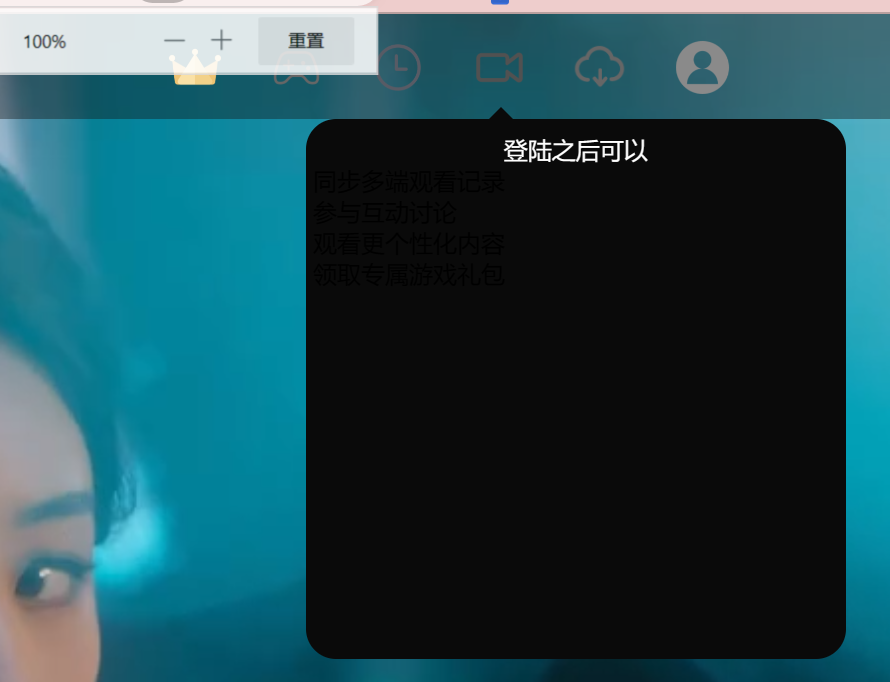 100%
重置
登陆之后可以
同步多端观看记录
参与互动讨论
观看更个性化内容
领取专属游戏礼包